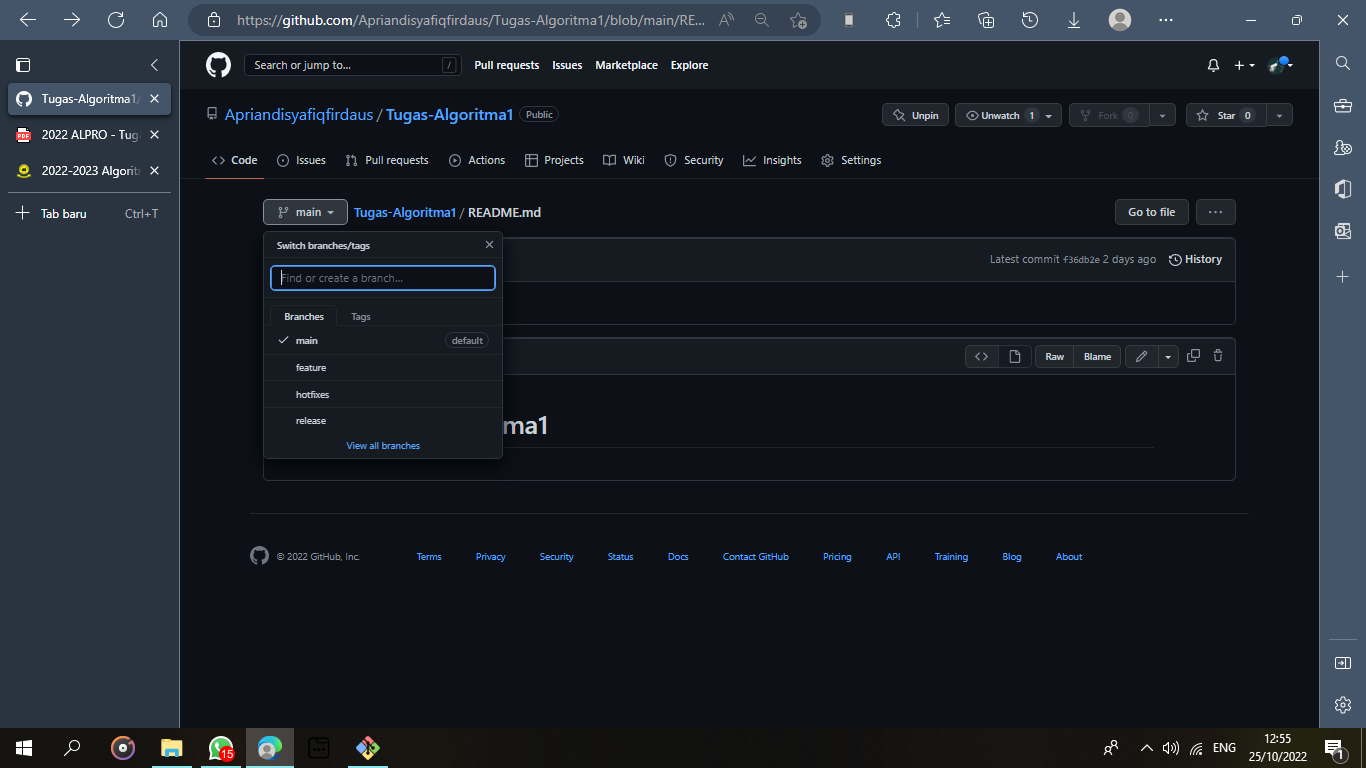 https://github.com/Apriandisyafiqfirdaus/Tugas-Algoritma1/blob/main/RE...
Tugas-Algoritma1/
2022 ALPRO - Tug
2022-2023 Algorit
Tab baru Ctrl+T
Search or jump to... /
Pull requests Issues Marketplace Explore
Apriandisyafiqfirdaus / Tugas-Algoritma1 Public
Unpin Unwatch 1 Fork 0 Star 0
Code Issues Pull requests Actions Projects Wiki Security Insights Settings
main Tugas-Algoritma1 / README.md Go to file ...
Switch branches/tags
Find or create a branch...
Branches Tags
main default
feature
hotfixes
release
View all branches
Latest commit f36db2e 2 days ago History
Raw Blame
ma1
© 2022 GitHub, Inc. Terms Privacy Security Status Docs Contact GitHub Pricing API Training Blog About
15
ENG
12:55
25/10/2022
1